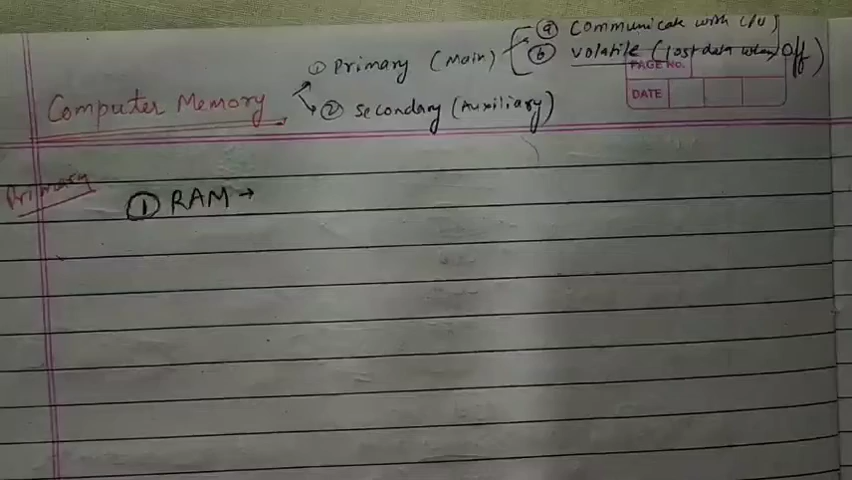 (a) Communicate with CPU
① Primary (Main) (b) Volatile (lost data when off)
PAGE NO.
Computer Memory
② Secondary (Auxiliary)
DATE
Primary
① RAM →